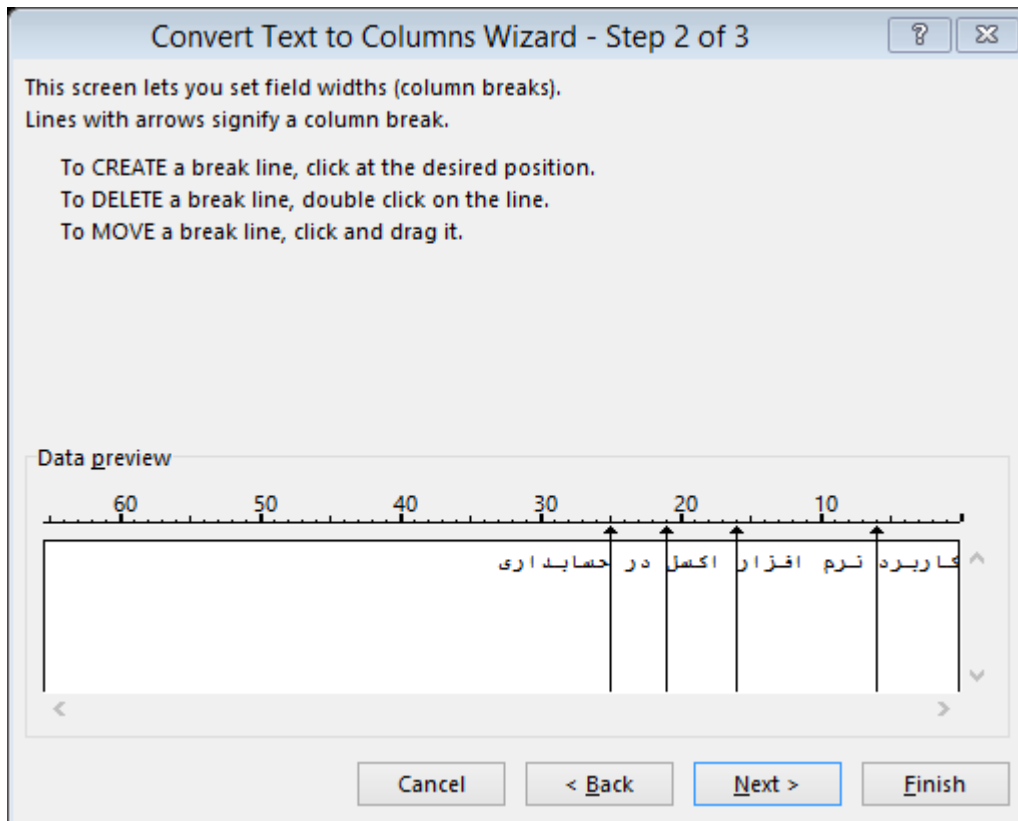 Convert Text to Columns Wizard - Step 2 of 3
This screen lets you set field widths (column breaks).
Lines with arrows signify a column break.
To CREATE a break line, click at the desired position.
To DELETE a break line, double click on the line.
To MOVE a break line, click and drag it.
Data preview
60 50 40 30 20 10
کاربرد نرم افزار اکسل در حسابداری
Cancel < Back Next > Finish